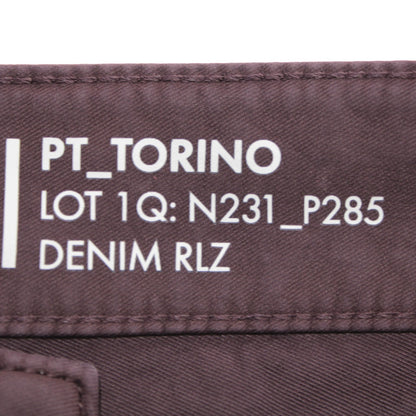 PT_TORINO
LOT 1Q: N231_P285
DENIM RLZ